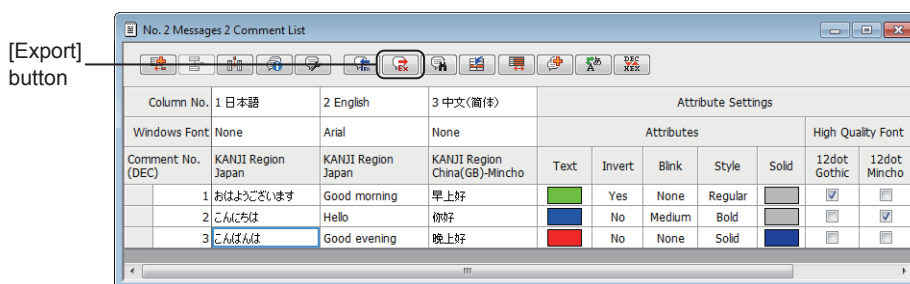 No. 2 Messages 2 Comment List
[Export]
button
Im
Ex
DEC
HEX
Column No. 1 日本語 2 English 3 中文(简体) Attribute Settings
Windows Font None Arial None Attributes High Quality Font
Comment No. (DEC) KANJI Region Japan KANJI Region Japan KANJI Region China(GB)-Mincho Text Invert Blink Style Solid 12dot Gothic 12dot Mincho
1 おはようございます Good morning 早上好 Yes None Regular
2 こんにちは Hello 你好 No Medium Bold
3 こんばんは Good evening 晚上好 No None Solid